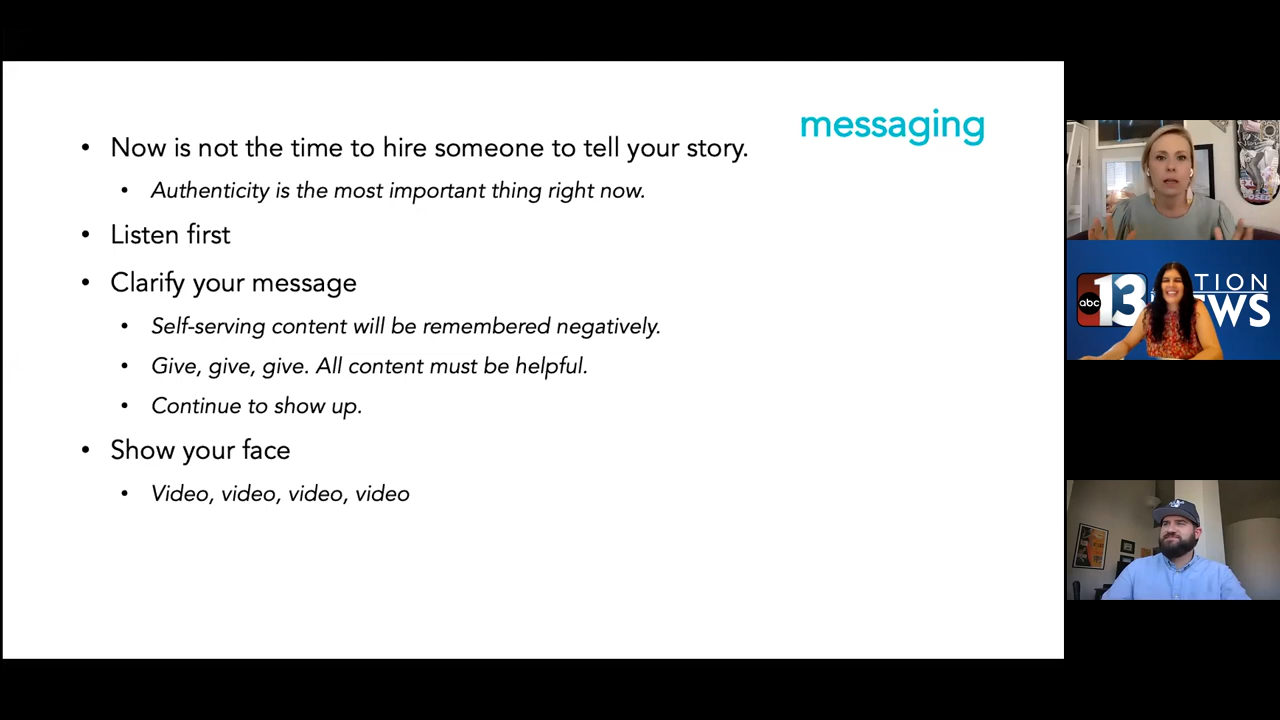 messaging
• Now is not the time to hire someone to tell your story.
• Authenticity is the most important thing right now.
• Listen first
• Clarify your message
• Self-serving content will be remembered negatively.
• Give, give, give. All content must be helpful.
• Continue to show up.
• Show your face
• Video, video, video, video
abc 13
TION
EWS